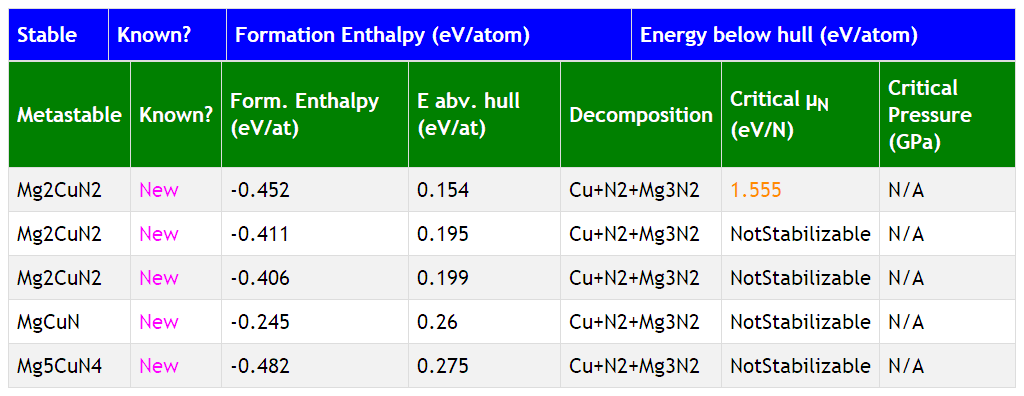 Stable Known? Formation Enthalpy (eV/atom) Energy below hull (eV/atom)
Metastable Known? Form. Enthalpy (eV/at) E abv. hull (eV/at) Decomposition Critical μN (eV/N) Critical Pressure (GPa)
Mg2CuN2 New -0.452 0.154 Cu+N2+Mg3N2 1.555 N/A
Mg2CuN2 New -0.411 0.195 Cu+N2+Mg3N2 NotStabilizable N/A
Mg2CuN2 New -0.406 0.199 Cu+N2+Mg3N2 NotStabilizable N/A
MgCuN New -0.245 0.26 Cu+N2+Mg3N2 NotStabilizable N/A
Mg5CuN4 New -0.482 0.275 Cu+N2+Mg3N2 NotStabilizable N/A